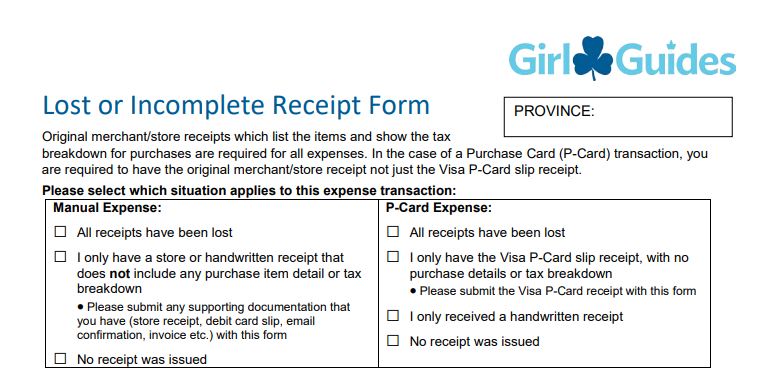 Girl Guides
Lost or Incomplete Receipt Form
PROVINCE:
Original merchant/store receipts which list the items and show the tax
breakdown for purchases are required for all expenses. In the case of a Purchase Card (P-Card) transaction, you
are required to have the original merchant/store receipt not just the Visa P-Card slip receipt.
Please select which situation applies to this expense transaction:
Manual Expense:
☐ All receipts have been lost
☐ I only have a store or handwritten receipt that
does not include any purchase item detail or tax
breakdown
• Please submit any supporting documentation that
you have (store receipt, debit card slip, email
confirmation, invoice etc.) with this form
☐ No receipt was issued
P-Card Expense:
☐ All receipts have been lost
☐ I only have the Visa P-Card slip receipt, with no
purchase details or tax breakdown
• Please submit the Visa P-Card receipt with this form
☐ I only received a handwritten receipt
☐ No receipt was issued